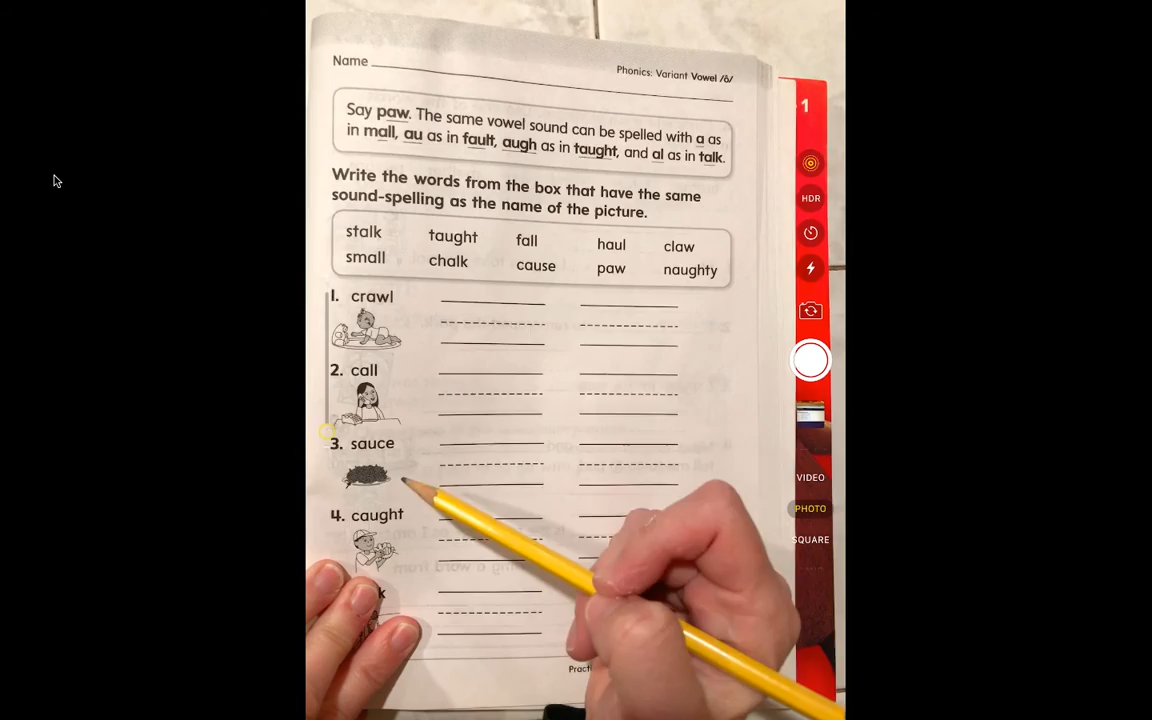 Name
Phonics: Variant Vowel /ô/
Say paw. The same vowel sound can be spelled with a as
in mall, au as in fault, augh as in taught, and al as in talk.
Write the words from the box that have the same
sound-spelling as the name of the picture.
stalk taught fall haul claw
small chalk cause paw naughty
1. crawl
2. call
3. sauce
4. caught
k
Practi
1
HDR
VIDEO
PHOTO
SQUARE